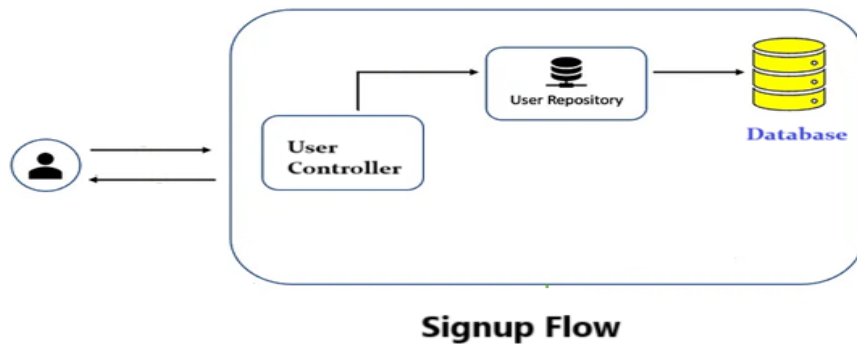 User Repository
Database
User
Controller
Signup Flow